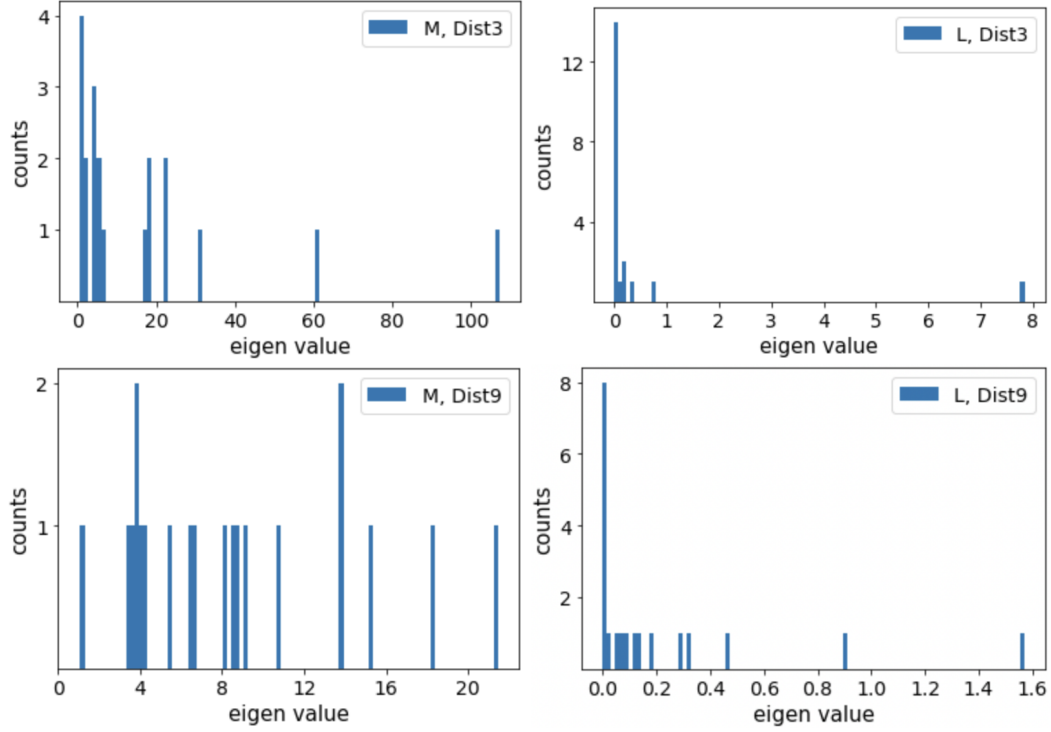 M, Dist3
4
3
2
1
counts
0 20 40 60 80 100
eigen value
L, Dist3
12
8
4
counts
0 1 2 3 4 5 6 7 8
eigen value
M, Dist9
2
1
counts
0 4 8 12 16 20
eigen value
L, Dist9
8
6
4
2
counts
0.0 0.2 0.4 0.6 0.8 1.0 1.2 1.4 1.6
eigen value